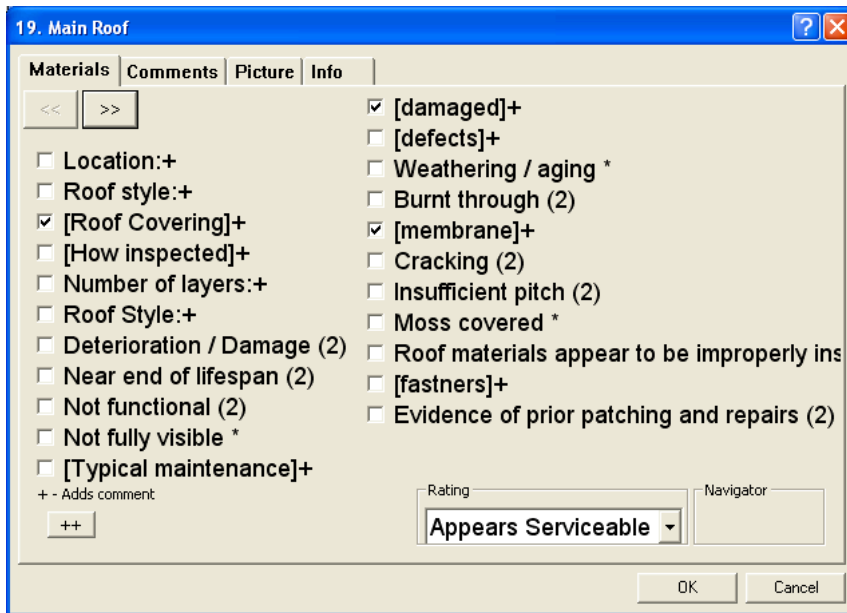 19. Main Roof
Materials
Comments
Picture
Info
<<
>>
Location:+
Roof style:+
[Roof Covering]+
[How inspected]+
Number of layers:+
Roof Style:+
Deterioration / Damage (2)
Near end of lifespan (2)
Not functional (2)
Not fully visible *
[Typical maintenance]+
[damaged]+
[defects]+
Weathering / aging *
Burnt through (2)
[membrane]+
Cracking (2)
Insufficient pitch (2)
Moss covered *
Roof materials appear to be improperly ins
[fastners]+
Evidence of prior patching and repairs (2)
+ - Adds comment
++
Rating
Appears Serviceable
Navigator
OK
Cancel